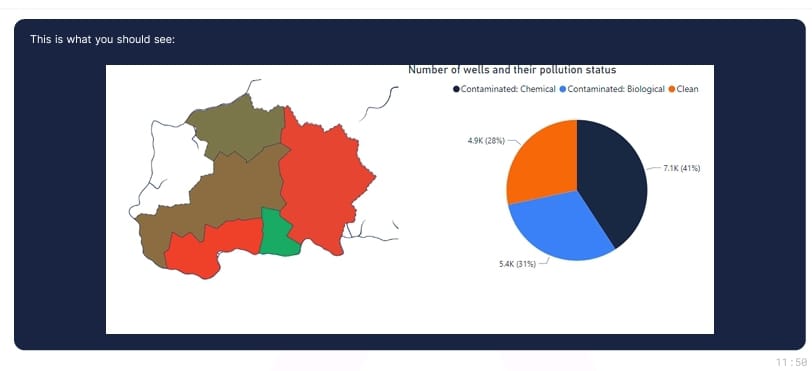 This is what you should see:
Number of wells and their pollution status
Contaminated: Chemical Contaminated: Biological Clean
4.9K (28%)
7.1K (41%)
5.4K (31%)
11:50